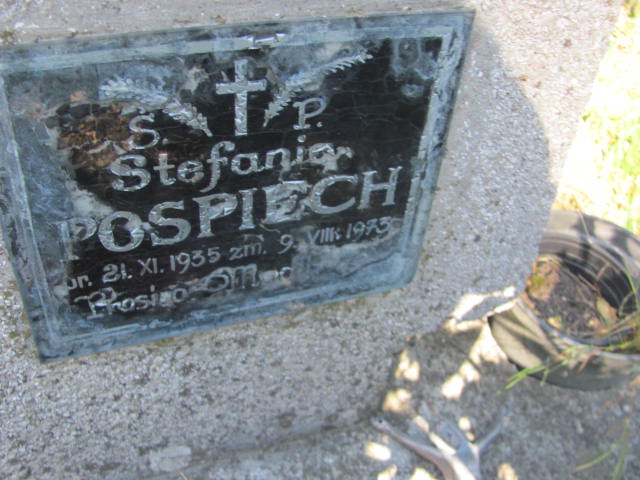 S. P.
Stefania
POSPIECH
ur. 21. XI. 1935 zm. 9. VIII. 1973
Prosi o